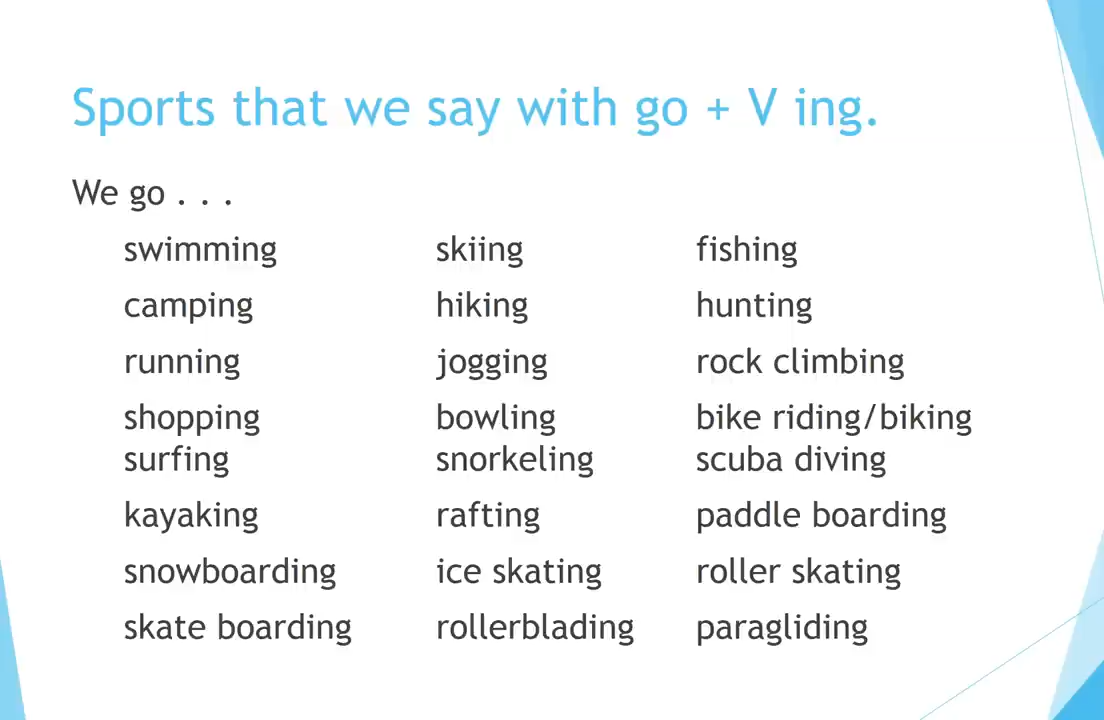 Sports that we say with go + V ing.
We go . . .
swimming skiing fishing
camping hiking hunting
running jogging rock climbing
shopping bowling bike riding/biking
surfing snorkeling scuba diving
kayaking rafting paddle boarding
snowboarding ice skating roller skating
skate boarding rollerblading paragliding